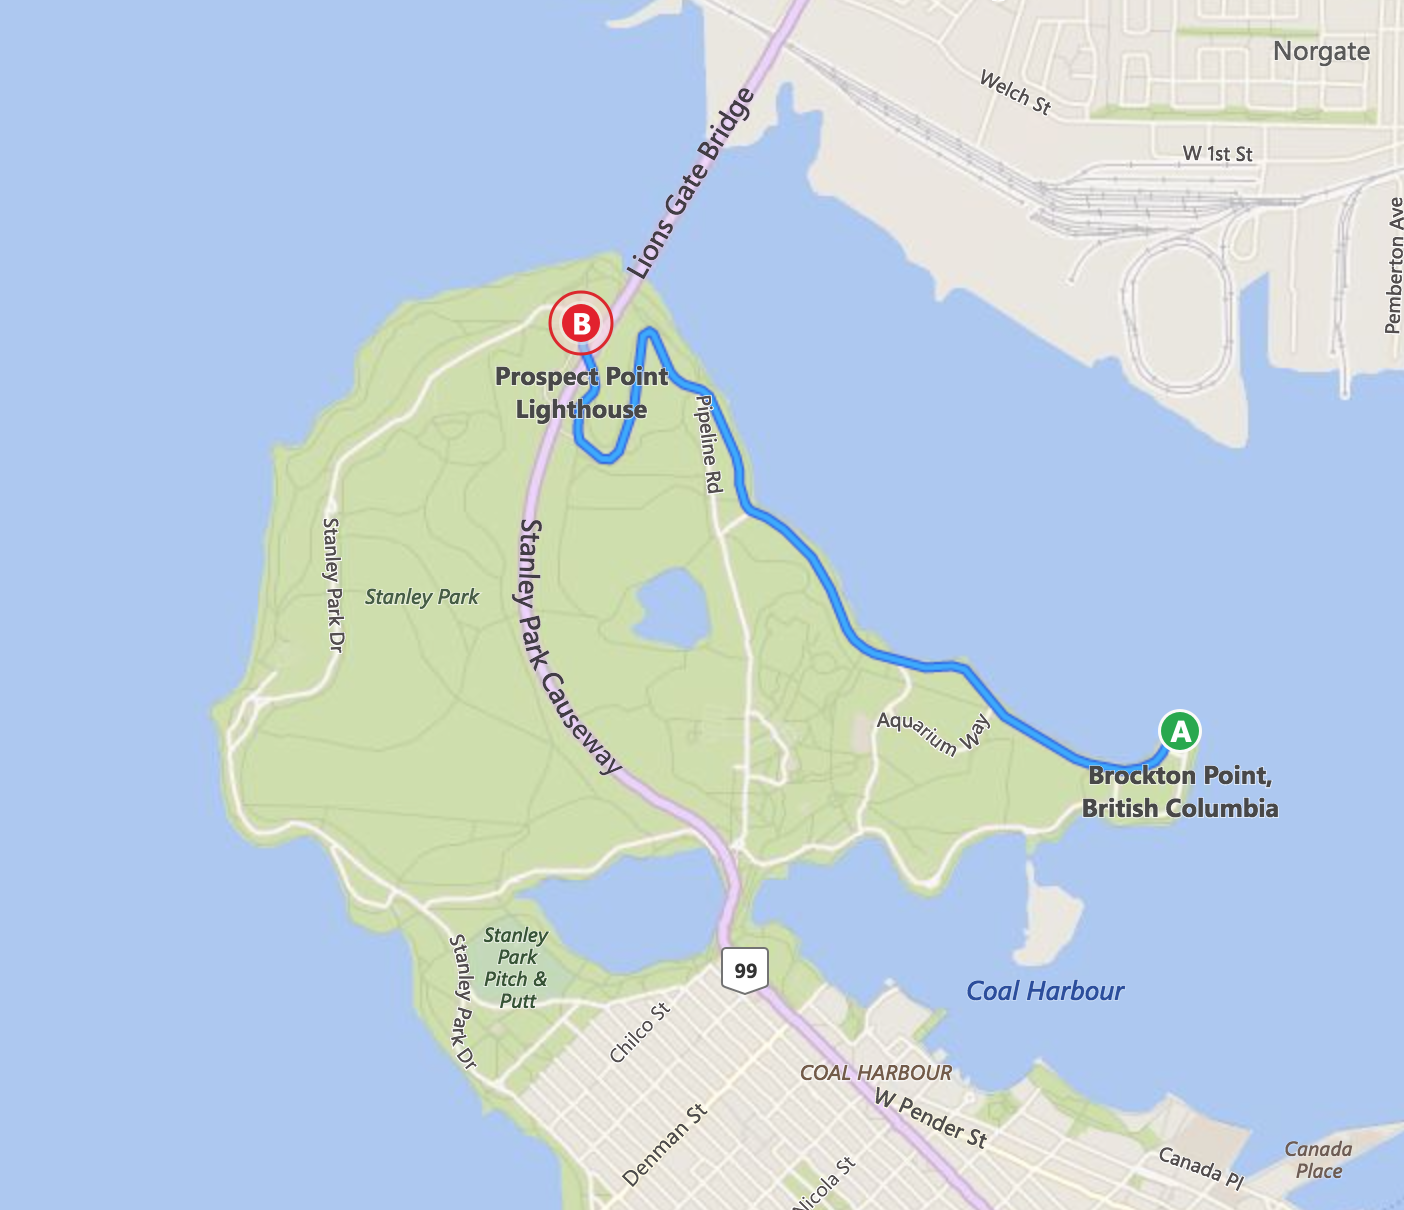 Norgate
Welch St
W 1st St
Lions Gate Bridge
Pemberton Ave
B
Prospect Point
Lighthouse
Pipeline Rd
Stanley Park Dr
Stanley Park
Stanley Park Causeway
Aquarium Way
A
Brockton Point,
British Columbia
Stanley
Park
Pitch &
Putt
Stanley Park Dr
99
Coal Harbour
Chilco St
COAL HARBOUR
W Pender St
Denman St
Nicola St
Canada Pl
Canada
Place